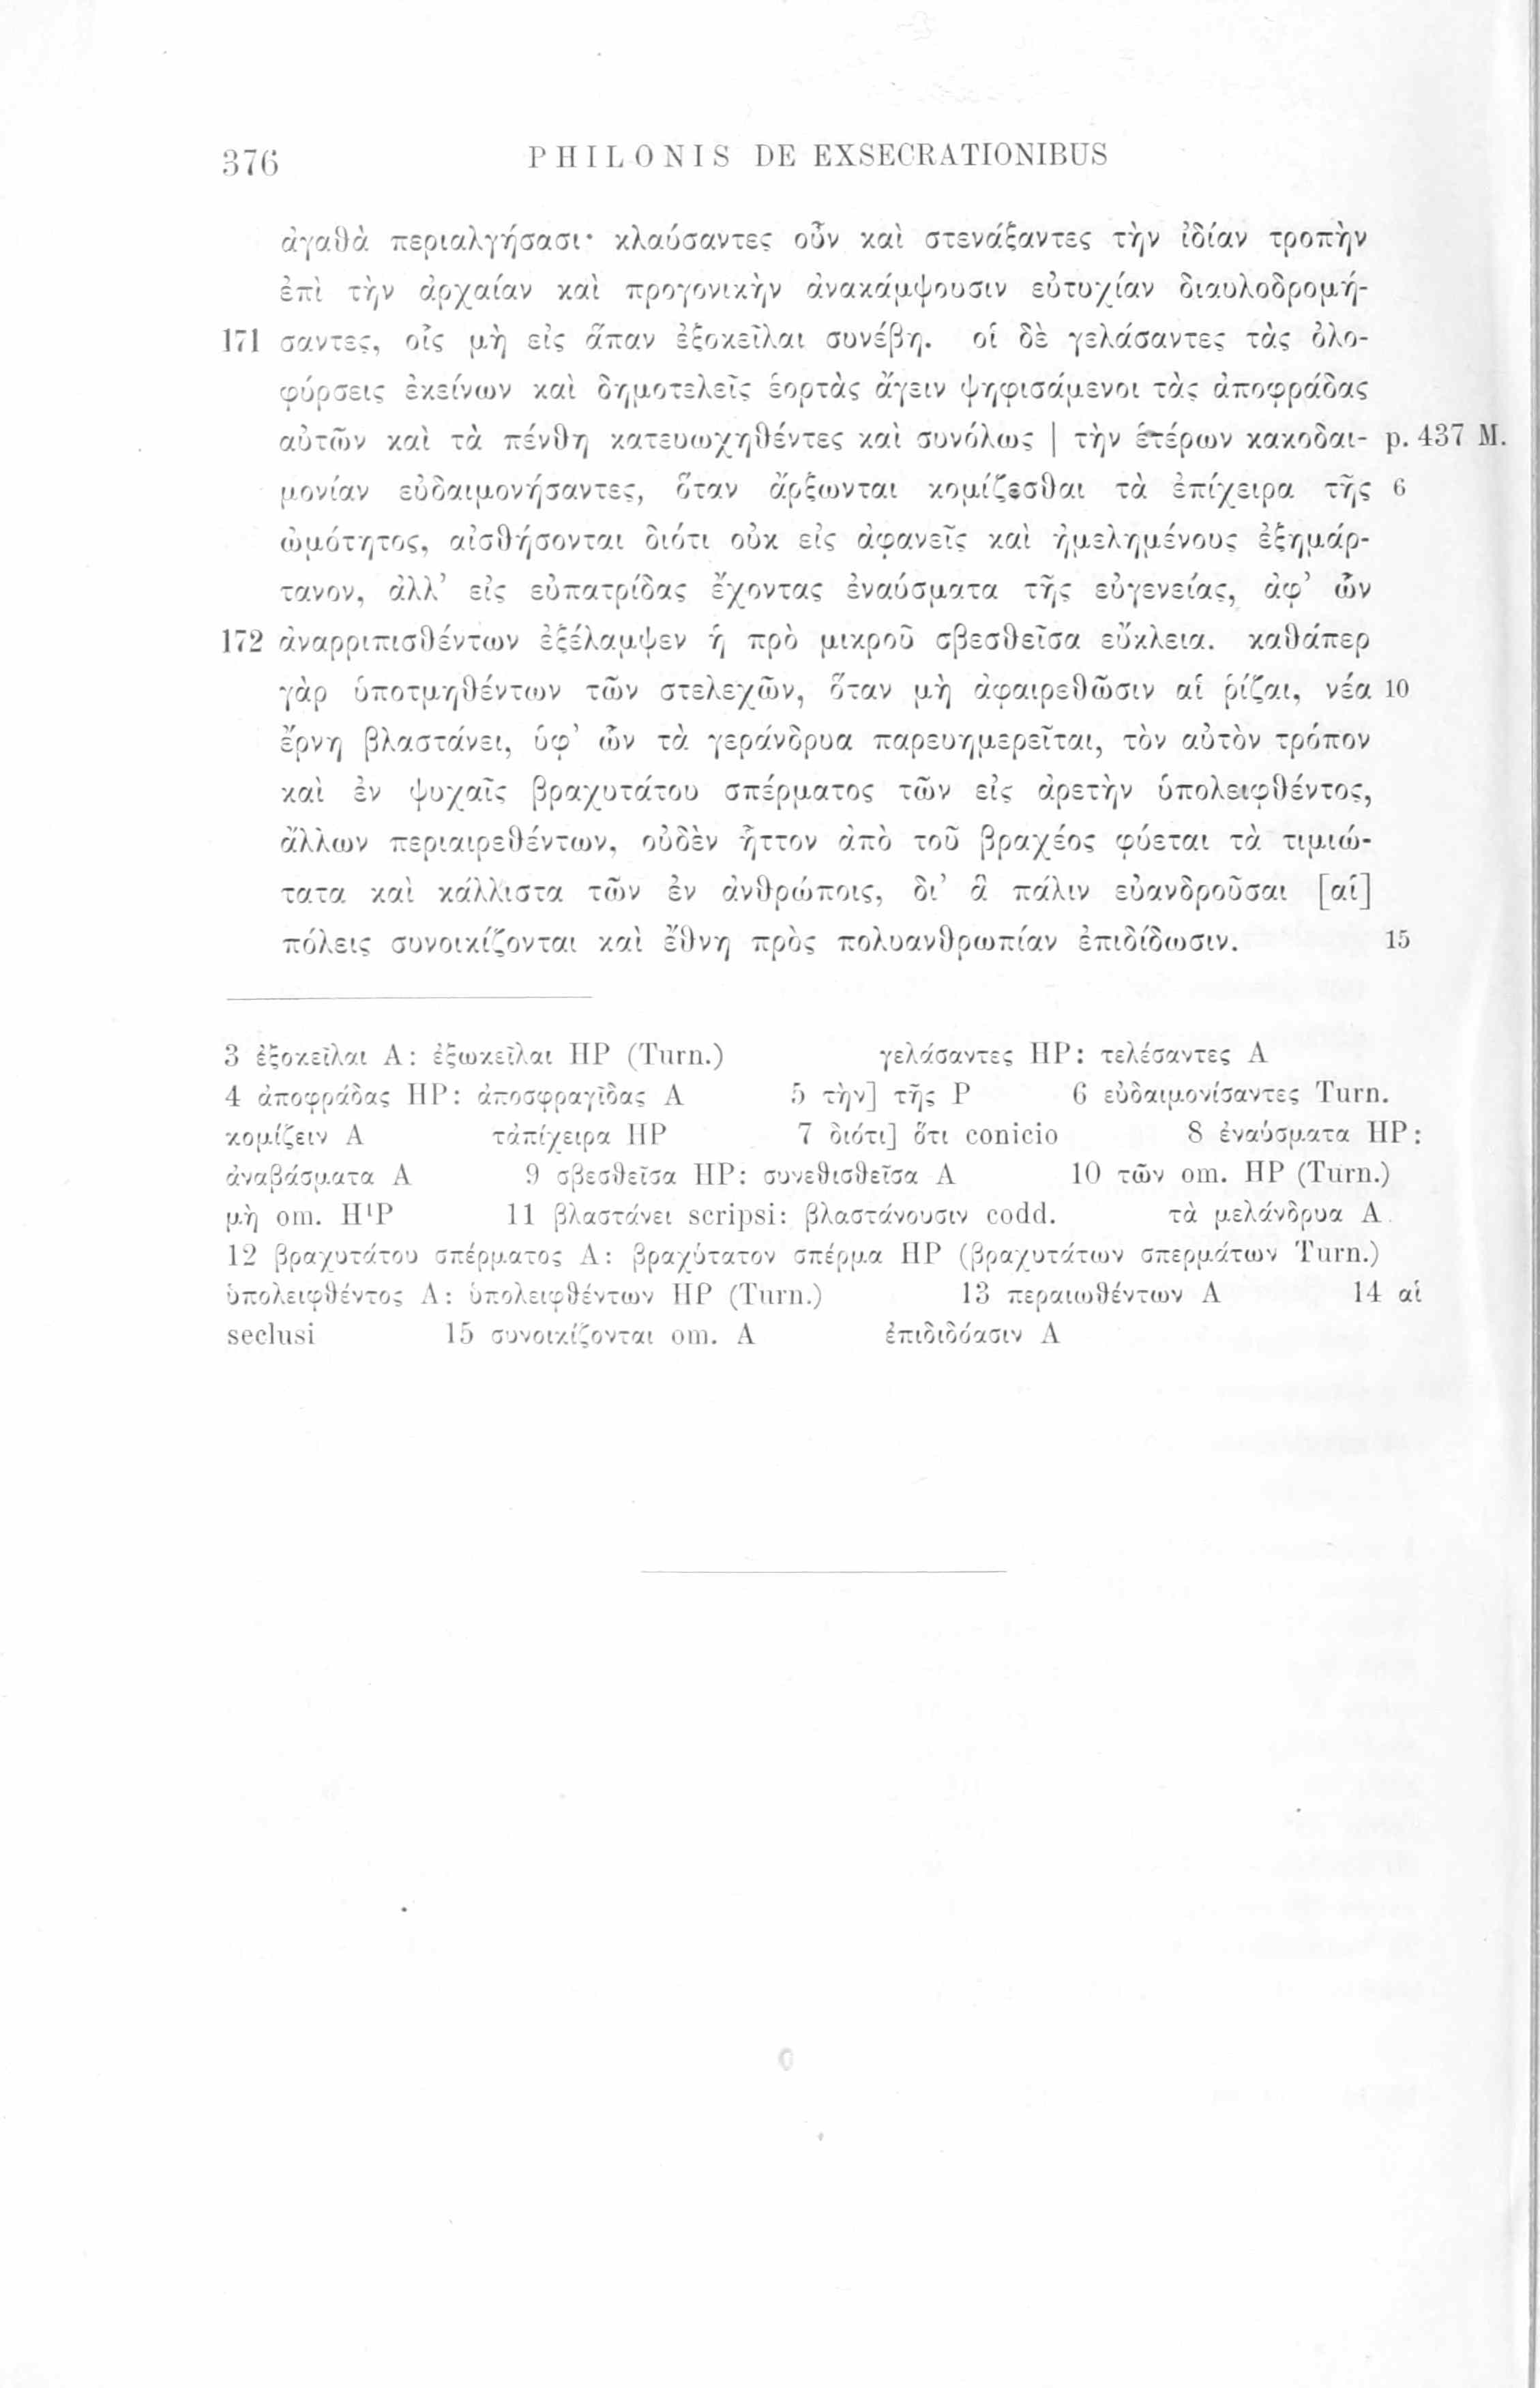 376 PHILONIS DE EXSECRATIONIBUS
ἀγαθὰ περιαλγήσασι· κλαύσαντες οὖν καὶ στενάξαντες τὴν ἰδίαν τροπὴν
ἐπὶ τὴν ἀρχαίαν καὶ προγονικὴν ἀνακάμψουσιν εὐτυχίαν διαυλοδρομή-
171 σαντες, οἷς μὴ εἰς ἅπαν ἐξοκεῖλαι συνέβη. οἱ δὲ γελάσαντες τὰς ὀλο-
φύρσεις ἐκείνων καὶ δημοτελεῖς ἑορτὰς ἄγειν ψηφισάμενοι τὰς ἀποφράδας
αὐτῶν καὶ τὰ πένθη κατευωχηθέντες καὶ συνόλως | τὴν ἑτέρων κακοδαι- p. 437 M.
μονίαν εὐδαιμονήσαντες, ὅταν ἄρξωνται κομίζεσθαι τὰ ἐπίχειρα τῆς 6
ὠμότητος, αἰσθήσονται διότι οὐκ εἰς ἀφανεῖς καὶ ἠμελημένους ἐξημάρ-
τανον, ἀλλ’ εἰς εὐπατρίδας ἔχοντας ἐναύσματα τῆς εὐγενείας, ἀφ’ ὧν
172 ἀναρριπισθέντων ἐξέλαμψεν ἡ πρὸ μικροῦ σβεσθεῖσα εὔκλεια. καθάπερ
γὰρ ὑποτμηθέντων τῶν στελεχῶν, ὅταν μὴ ἀφαιρεθῶσιν αἱ ῥίζαι, νέα 10
ἔρνη βλαστάνει, ὑφ’ ὧν τὰ γεράνδρυα παρευημερεῖται, τὸν αὐτὸν τρόπον
καὶ ἐν ψυχαῖς βραχυτάτου σπέρματος τῶν εἰς ἀρετὴν ὑπολειφθέντος,
ἄλλων περιαιρεθέντων, οὐδὲν ἧττον ἀπὸ τοῦ βραχέος φύεται τὰ τιμιώ-
τατα καὶ κάλλιστα τῶν ἐν ἀνθρώποις, δι’ ἃ πάλιν εὐανδροῦσαι [αἱ]
πόλεις συνοικίζονται καὶ ἔθνη πρὸς πολυανθρωπίαν ἐπιδίδωσιν. 15
3 ἐξοκεῖλαι A: ἐξωκεῖλαι HP (Turn.) γελάσαντες HP: τελέσαντες A
4 ἀποφράδας HP: ἀποσφραγῖδας A 5 τὴν] τῆς P 6 εὐδαιμονίσαντες Turn.
κομίζειν A τἀπίχειρα HP 7 διότι] ὅτι conicio 8 ἐναύσματα HP:
ἀναβάσματα A 9 σβεσθεῖσα HP: συνεθισθεῖσα A 10 τῶν om. HP (Turn.)
μὴ om. H¹P 11 βλαστάνει scripsi: βλαστάνουσιν codd. τὰ μελάνδρυα A
12 βραχυτάτου σπέρματος A: βραχύτατον σπέρμα HP (βραχυτάτων σπερμάτων Turn.)
ὑπολειφθέντος A: ὑπολειφθέντων HP (Turn.) 13 περαιωθέντων A 14 αἱ
seclusi 15 συνοικίζονται om. A ἐπιδιδόασιν A